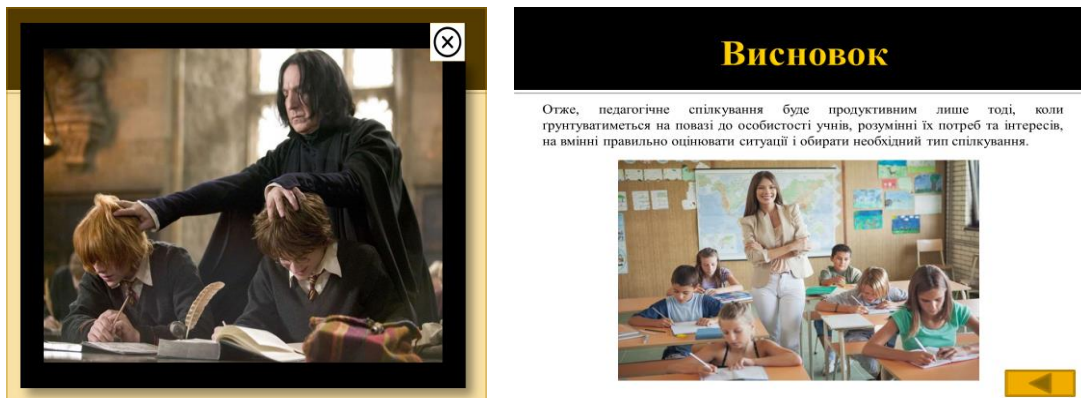 Висновок
Отже, педагогічне спілкування буде продуктивним лише тоді, коли
ґрунтуватиметься на повазі до особистості учнів, розумінні їх потреб та інтересів,
на вмінні правильно оцінювати ситуації і обирати необхідний тип спілкування.